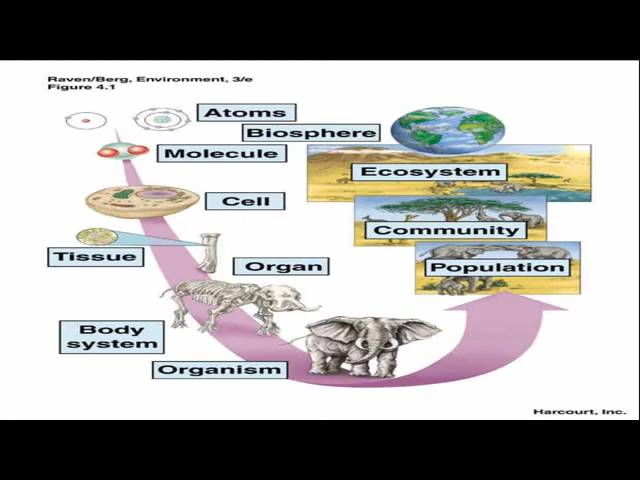 Raven/Berg, Environment, 3/e
Figure 4.1
Atoms
Biosphere
Molecule
Ecosystem
Cell
Community
Tissue
Organ
Population
Body
system
Organism
Harcourt, Inc.